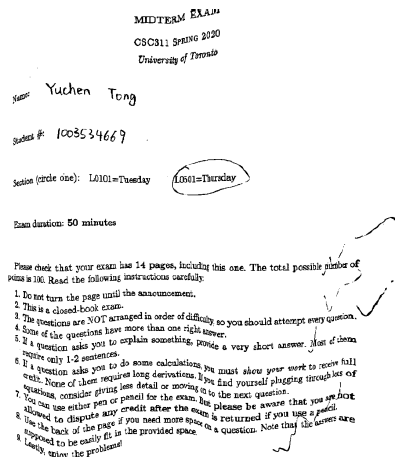 MIDTERM EXAM
CSC311 SPRING 2020
University of Toronto
Name: Yuchen Tong
Student #: 1003534669
Section (circle one): L0101=Tuesday L0501=Thursday
Exam duration: 50 minutes
Please check that your exam has 14 pages, including this one. The total possible number of
points is 100. Read the following instructions carefully:
1. Do not turn the page until the announcement.
2. This is a closed-book exam.
3. The questions are NOT arranged in order of difficulty, so you should attempt every question.
4. Some of the questions have more than one right answer.
5. If a question asks you to explain something, provide a very short answer. Most of them
require only 1-2 sentences.
6. If a question asks you to do some calculations, you must show your work to receive full
credit. None of them requires long derivations. If you find yourself plugging through lots of
equations, consider giving less detail or moving on to the next question.
7. You can use either pen or pencil for the exam. But please be aware that you are not
allowed to dispute any credit after the exam is returned if you use a pencil.
8. Use the back of the page if you need more space on a question. Note that the answers are
supposed to be easily fit in the provided space.
9. Lastly, enjoy the problems!